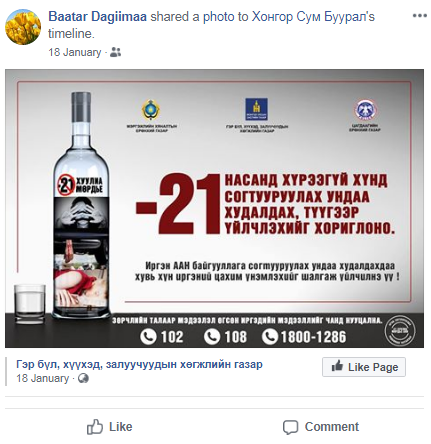 Baatar Dagiimaa shared a photo to Хонгор Сум Буурал's
timeline.
18 January ·
МЭРГЭЖЛИЙН ХЯНАЛТЫН
ЕРӨНХИЙ ГАЗАР
ГЭР БҮЛ, ХҮҮХЭД, ЗАЛУУЧУУДЫН
ХӨГЖЛИЙН ГАЗАР
ЦАГДААГИЙН
ЕРӨНХИЙ ГАЗАР
-21 ХУУЛИА
МӨРДЬЕ
-21 НАСАНД ХҮРЭЭГҮЙ ХҮНД
СОГТУУРУУЛАХ УНДАА
ХУДАЛДАХ, ТҮҮГЭЭР
ҮЙЛЧЛЭХИЙГ ХОРИГЛОНО.
Иргэн ААН байгууллага согтууруулах ундаа худалдахдаа
хувь хүн иргэний цахим үнэмлэхийг шалгаж үйлчилнэ үү !
ЗӨРЧЛИЙН ТАЛААР МЭДЭЭЛЭЛ ӨГСӨН ИРГЭДИЙН МЭДЭЭЛЛИЙГ ЧАНД НУУЦАЛНА.
102 108 1800-1286
Гэр бүл, хүүхэд, залуучуудын хөгжлийн газар
18 January ·
Like Page
Like Comment